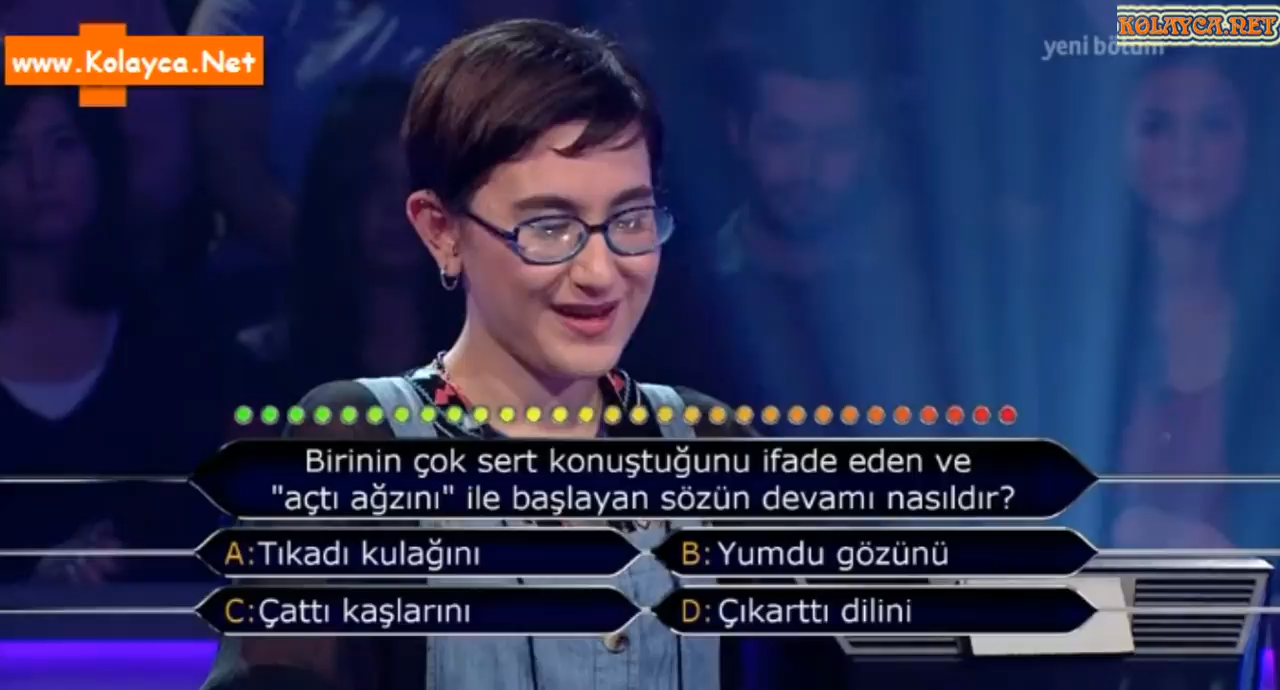 www.Kolayca.Net
KOLAYCA.NET
yeni bölüm
Birinin çok sert konuştuğunu ifade eden ve
"açtı ağzını" ile başlayan sözün devamı nasıldır?
A:Tıkadı kulağını
B:Yumdu gözünü
C:Çattı kaşlarını
D:Çıkarttı dilini